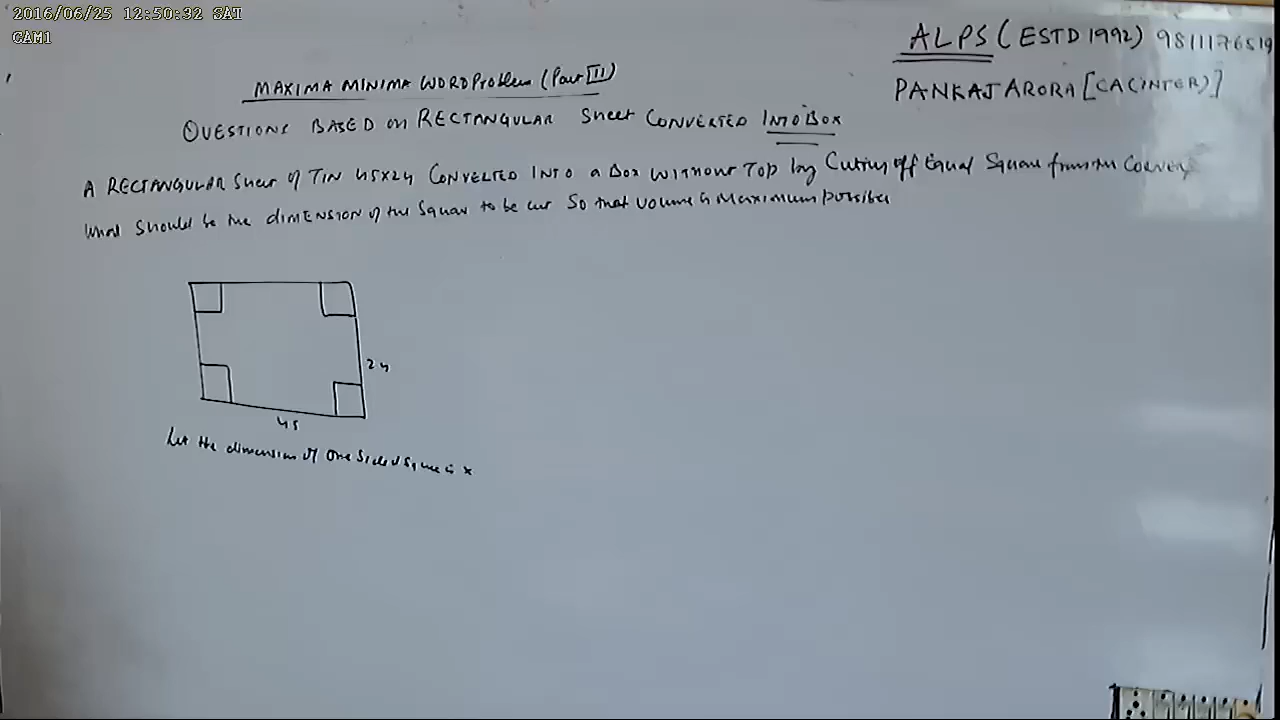 2016/06/25 12:50:32 SAT
CAM1
ALPS (ESTD 1992) 9811176519
PANKAJ ARORA [CA(INTER)]
MAXIMA MINIMA WORD Problem (Part III)
QUESTIONS BASED on RECTANGULAR Sheet CONVERTED INTO BOX
A RECTANGULAR Sheet of TIN 45x24 CONVERTED INTO a Box WITHOUT TOP by Cutting off Equal Square from the Corners
What Should be the dIMENSION of the Square to be cut So that volume is Maximum possible
24
45
Let the dimension of one Side of Square is x